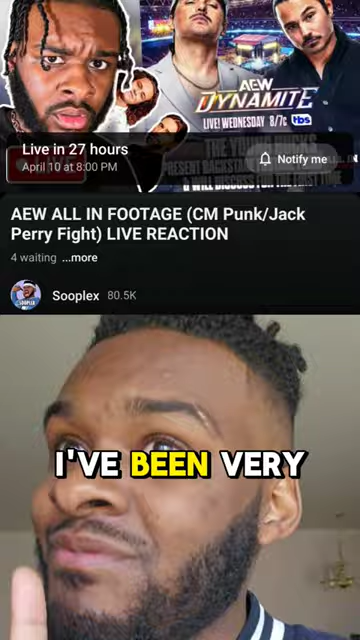 AEW
DYNAMITE
LIVE! WEDNESDAY 8/7c tbs
Live in 27 hours
April 10 at 8:00 PM
Notify me
AEW ALL IN FOOTAGE (CM Punk/Jack
Perry Fight) LIVE REACTION
4 waiting ...more
SOOPLEX
Sooplex 80.5K
I'VE BEEN VERY